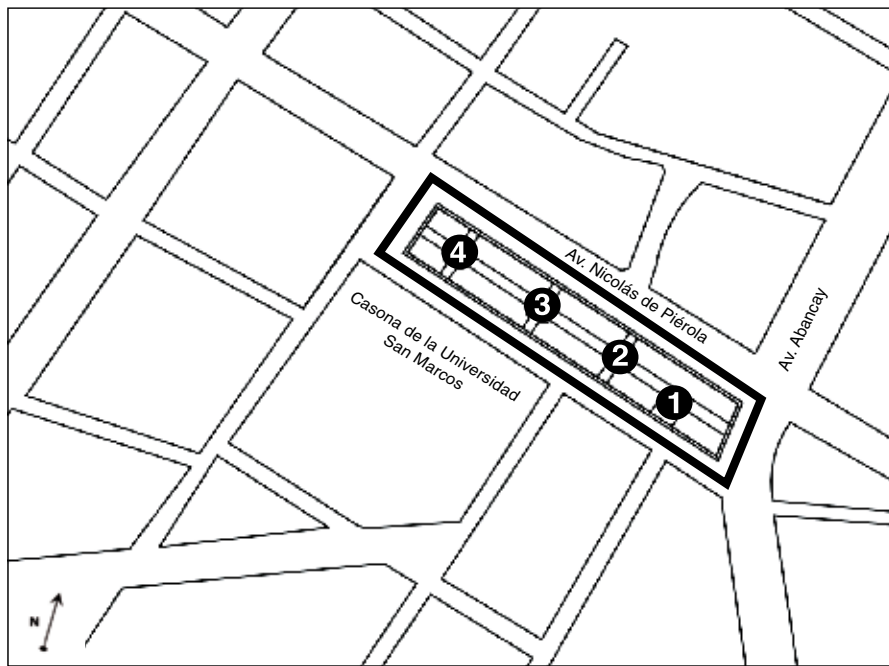 Av. Nicolás de Piérola
Av. Abancay
4
3
2
1
Casona de la Universidad
San Marcos
N